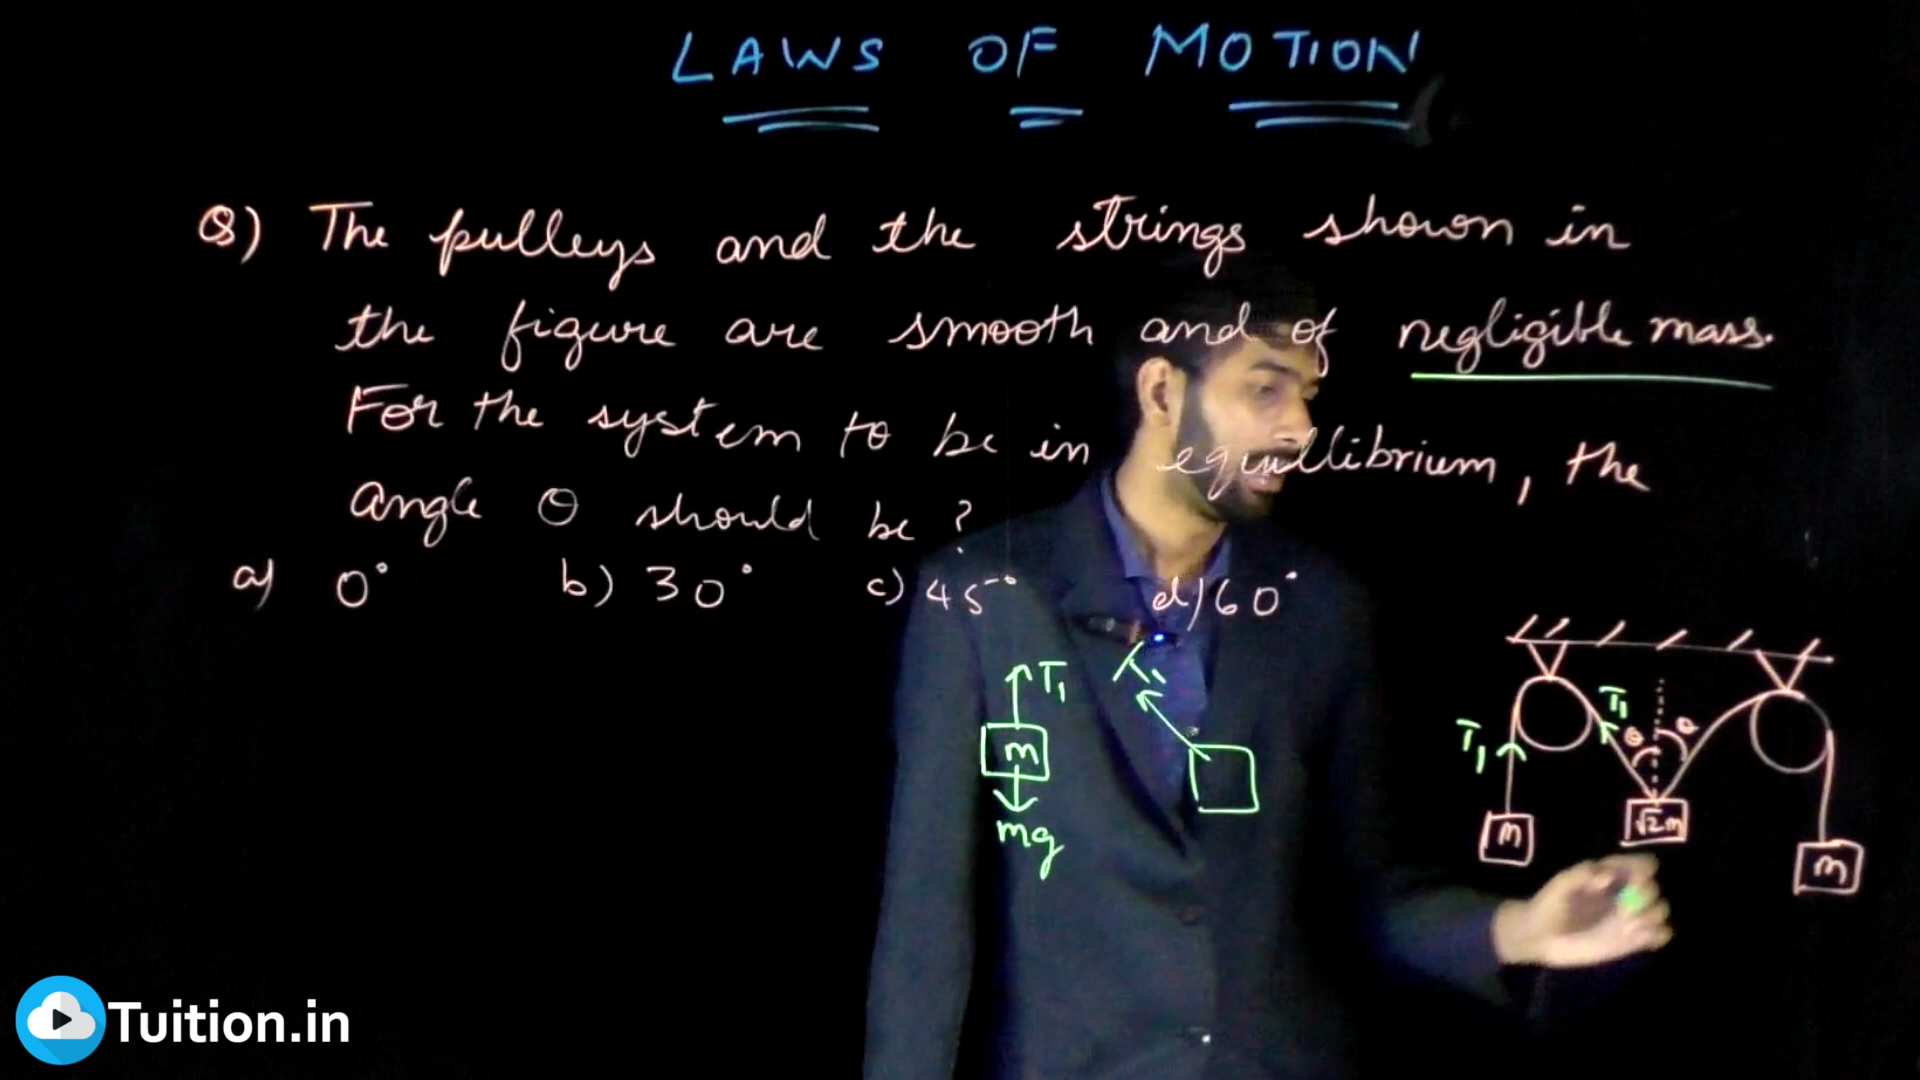 LAWS OF MOTION
Q) The pulleys and the strings shown in
the figure are smooth and of negligible mass.
For the system to be in equillibrium, the
angle θ should be ?
a) 0° b) 30° c) 45° d) 60°
T₁
m
mg
T₁
T₁
θ θ
m
√2m
m
Tuition.in